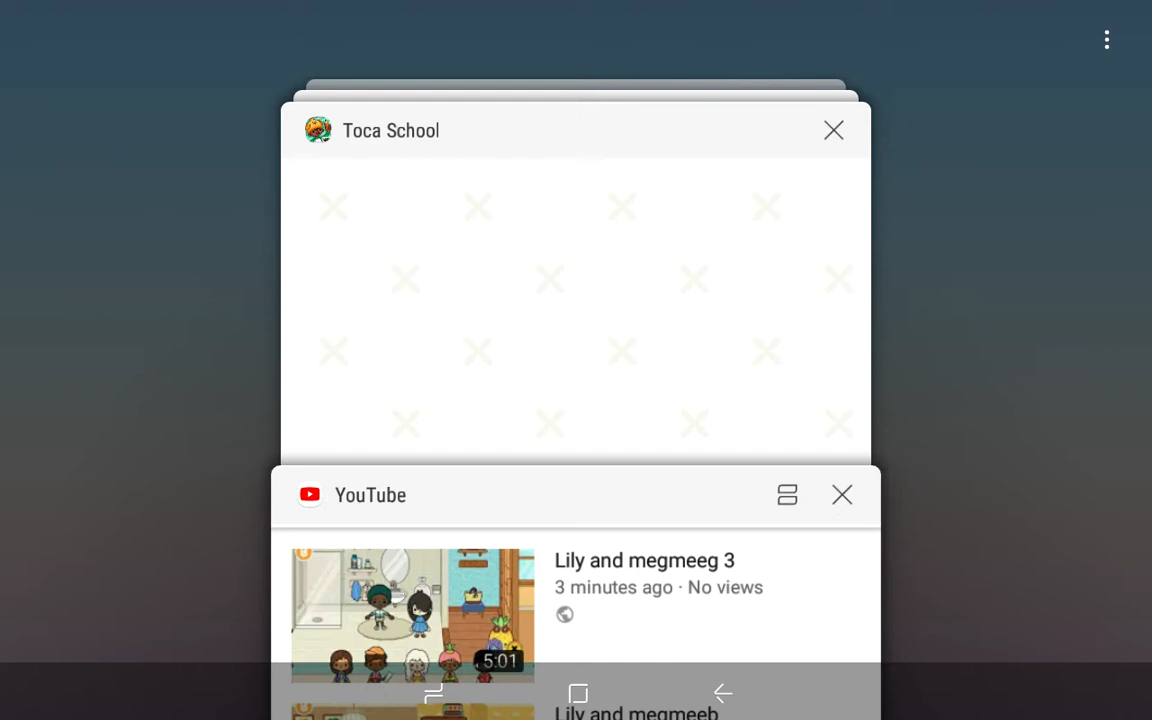 Toca School
YouTube
Lily and megmeeg 3
3 minutes ago · No views
5:01
Lily and megmeeb